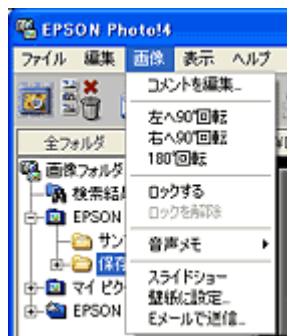 EPSON Photo!4
ファイル 編集 画像 表示 ヘルプ
コメントを編集...
左へ90°回転
右へ90°回転
180°回転
ロックする
ロックを解除
音声メモ
スライドショー
壁紙に設定...
Eメールで送信...
全フォルダ
画像フォルダ
検索結
EPSON
サン
保存
マイ ピク
EPSON